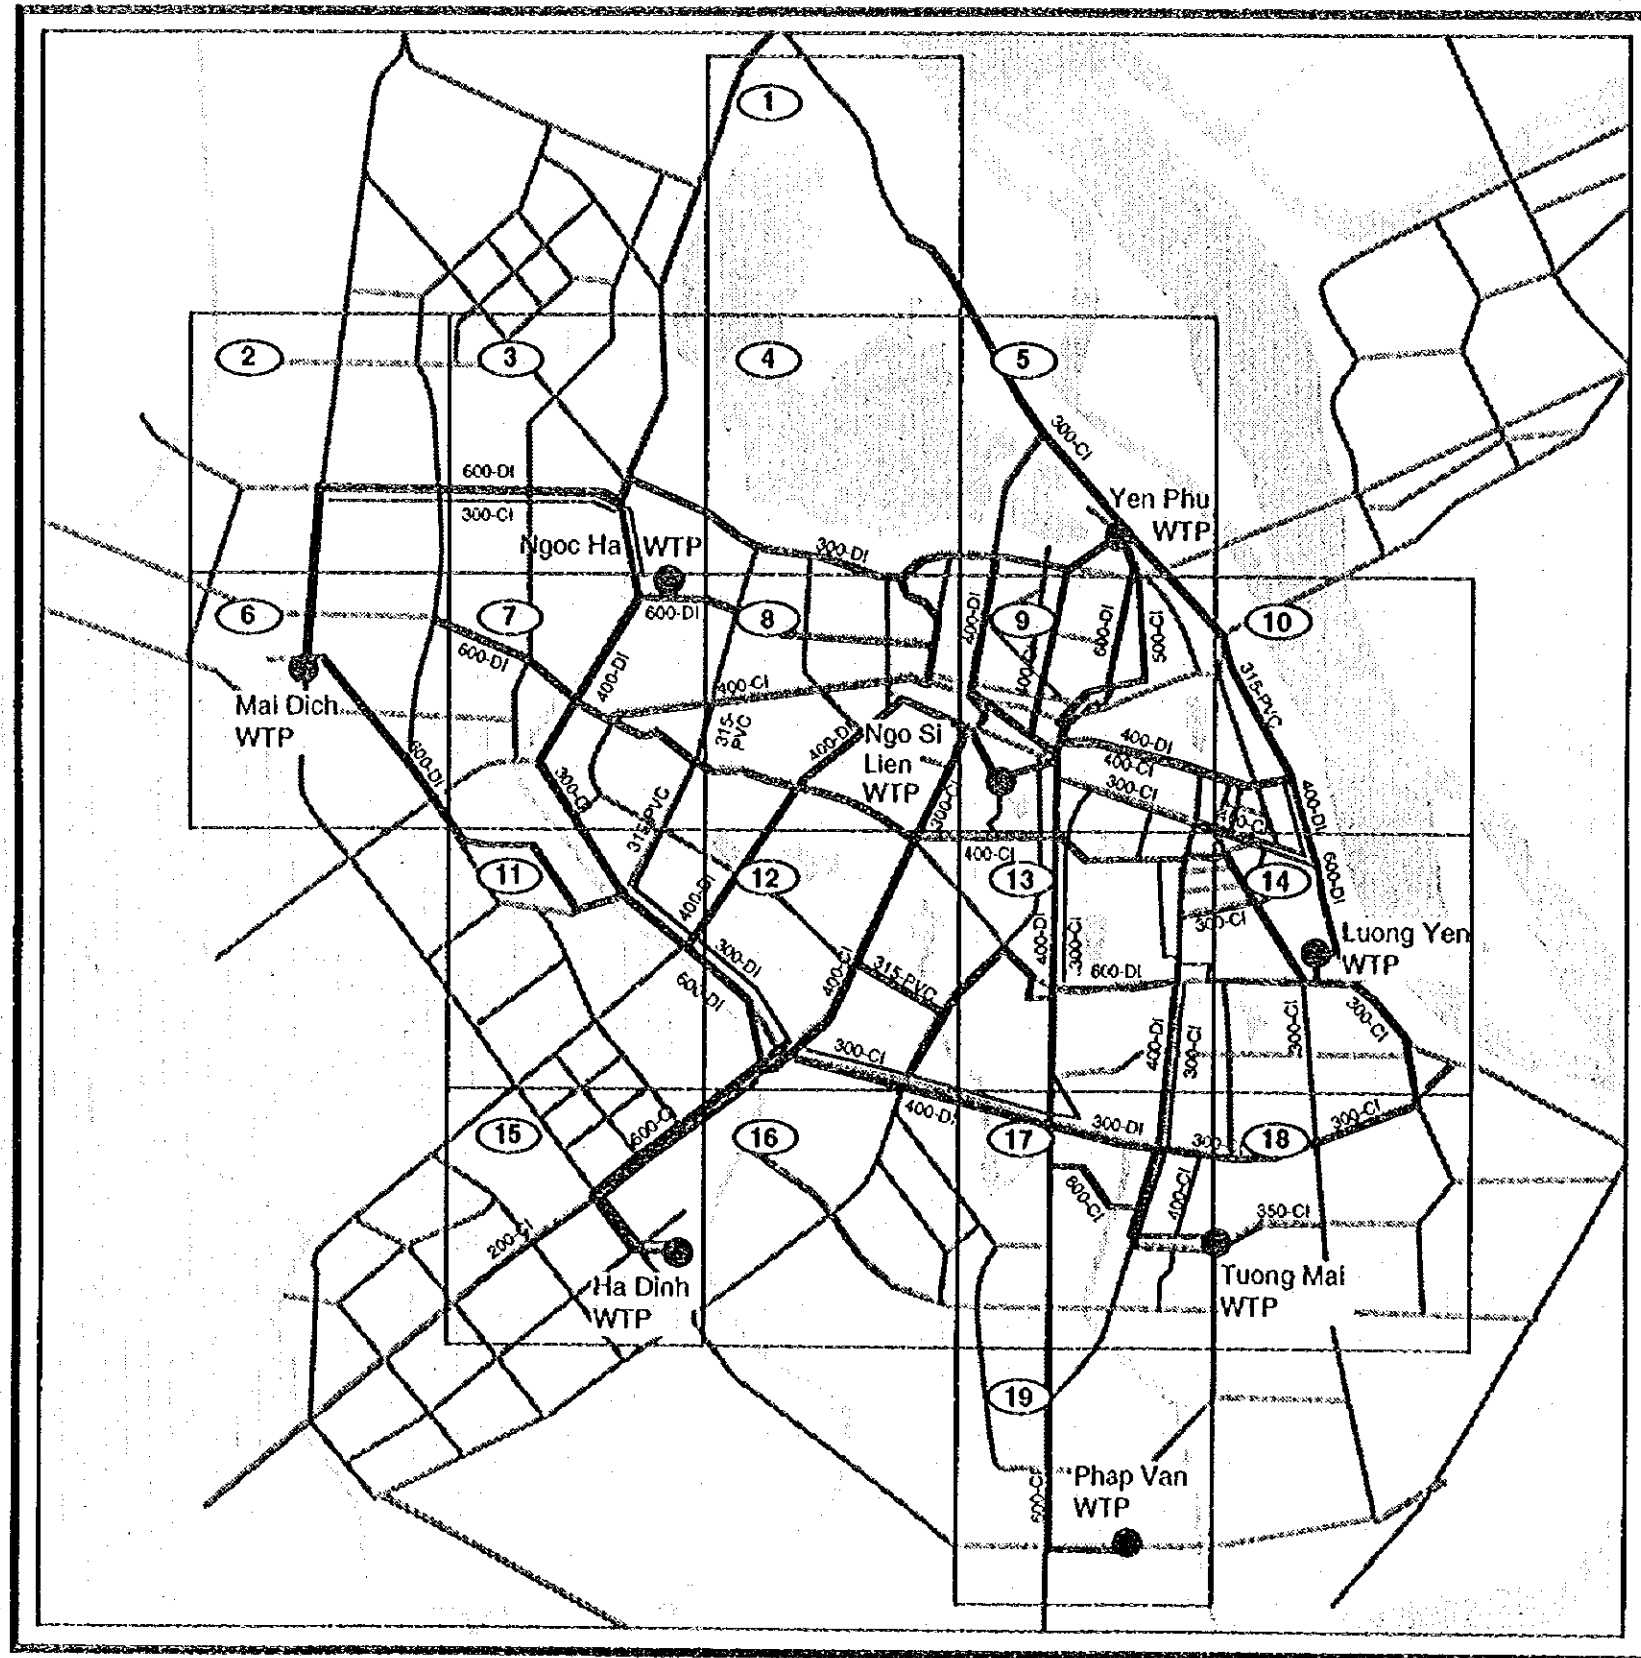 1
2
3
4
5
300-CI
600-DI
300-CI
Yen Phu
WTP
Ngoc Ha WTP
300-DI
6
7
600-DI
8
400-DI
9
600-DI
500-CI
10
600-DI
400-DI
400-CI
400-CI
315-PVC
Mai Dich
WTP
600-DI
315-
PVC
400-DI
Ngo Si
Lien
WTP
400-DI
400-CI
300-CI
300-DI
315-PVC
300-CI
400-DI
400-CI
600-DI
11
12
13
14
400-DI
300-DI
600-DI
400-CI
315-PVC
400-DI
300-CI
600-DI
300-CI
Luong Yen
WTP
300-CI
300-CI
400-DI
300-CI
300-CI
15
600-CI
16
400-DI
17
300-DI
18
300-CI
600-CI
400-CI
350-CI
200-CI
Ha Dinh
WTP
Tuong Mai
WTP
19
Phap Van
WTP